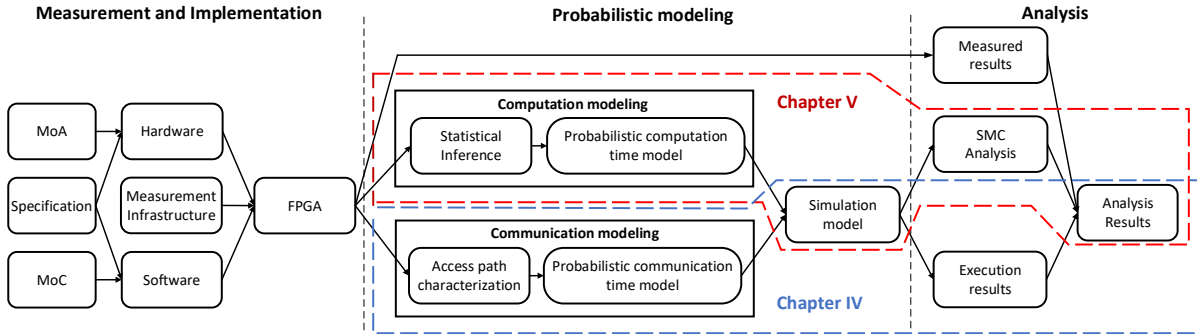 Measurement and Implementation
Probabilistic modeling
Analysis
MoA
Hardware
Specification
Measurement
Infrastructure
FPGA
MoC
Software
Computation modeling
Statistical
Inference
Probabilistic computation
time model
Chapter V
Communication modeling
Access path
characterization
Probabilistic communication
time model
Chapter IV
Simulation
model
Measured
results
SMC
Analysis
Execution
results
Analysis
Results